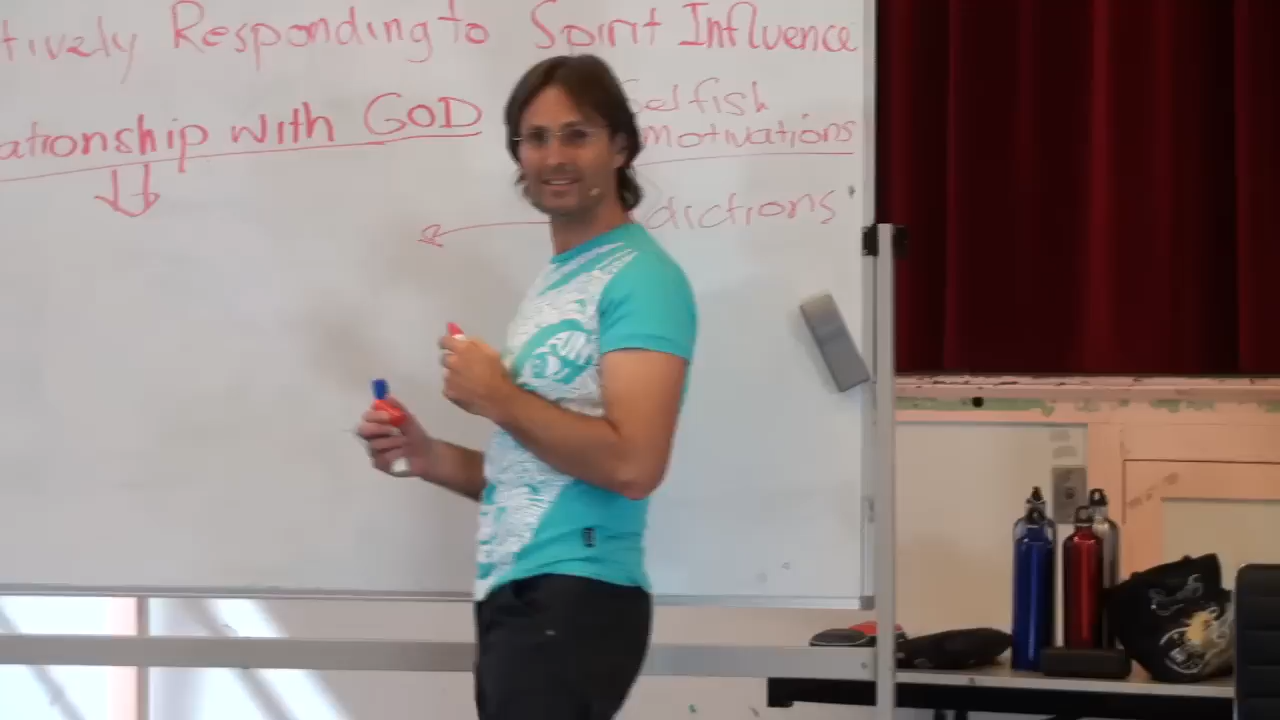 tively Responding to Spirit Influence
ationship with GOD
Selfish
motivations
dictions